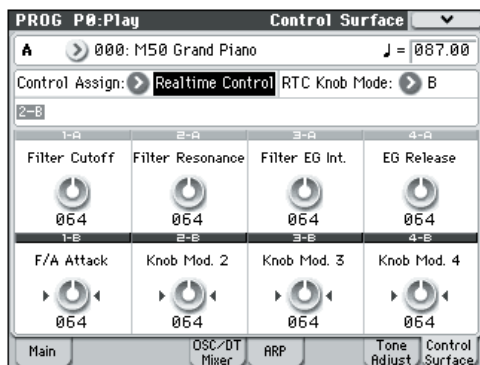 PROG P0:Play Control Surface
A 000: M50 Grand Piano ♩= 087.00
Control Assign: Realtime Control RTC Knob Mode: B
2-B
1-A 2-A 3-A 4-A
Filter Cutoff Filter Resonance Filter EG Int. EG Release
064 064 064 064
1-B 2-B 3-B 4-B
F/A Attack Knob Mod. 2 Knob Mod. 3 Knob Mod. 4
064 064 064 064
Main OSC/DT Mixer ARP Tone Adjust Control Surface